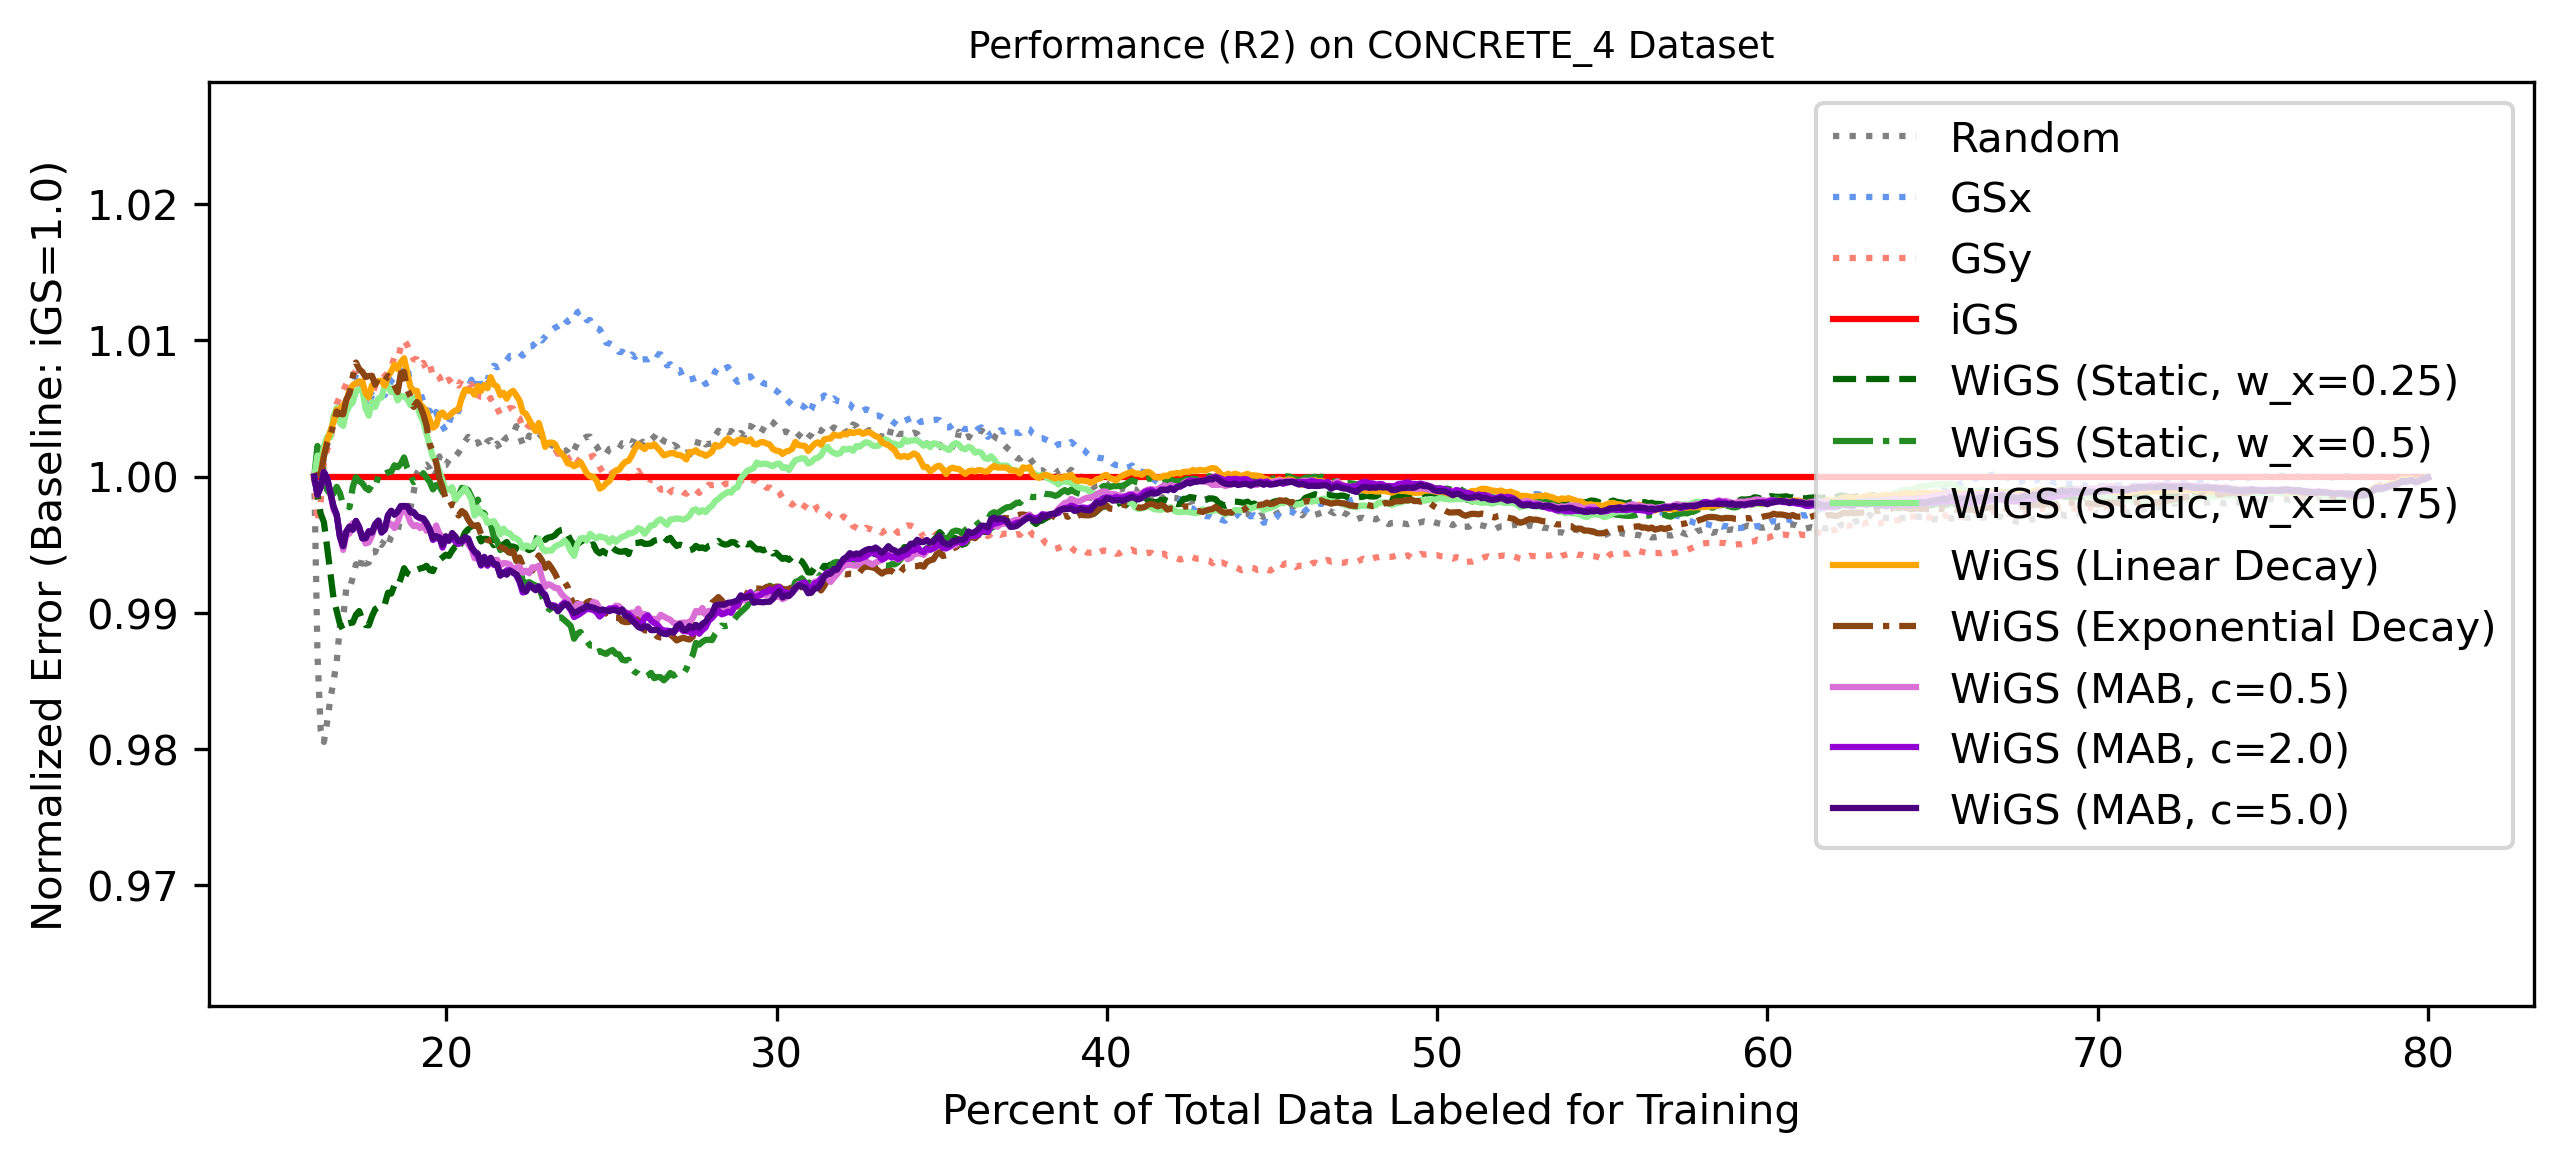 Performance (R2) on CONCRETE_4 Dataset
Normalized Error (Baseline: iGS=1.0)
1.02
1.01
1.00
0.99
0.98
0.97
20 30 40 50 60 70 80
Percent of Total Data Labeled for Training
Random
GSx
GSy
iGS
WiGS (Static, w_x=0.25)
WiGS (Static, w_x=0.5)
WiGS (Static, w_x=0.75)
WiGS (Linear Decay)
WiGS (Exponential Decay)
WiGS (MAB, c=0.5)
WiGS (MAB, c=2.0)
WiGS (MAB, c=5.0)